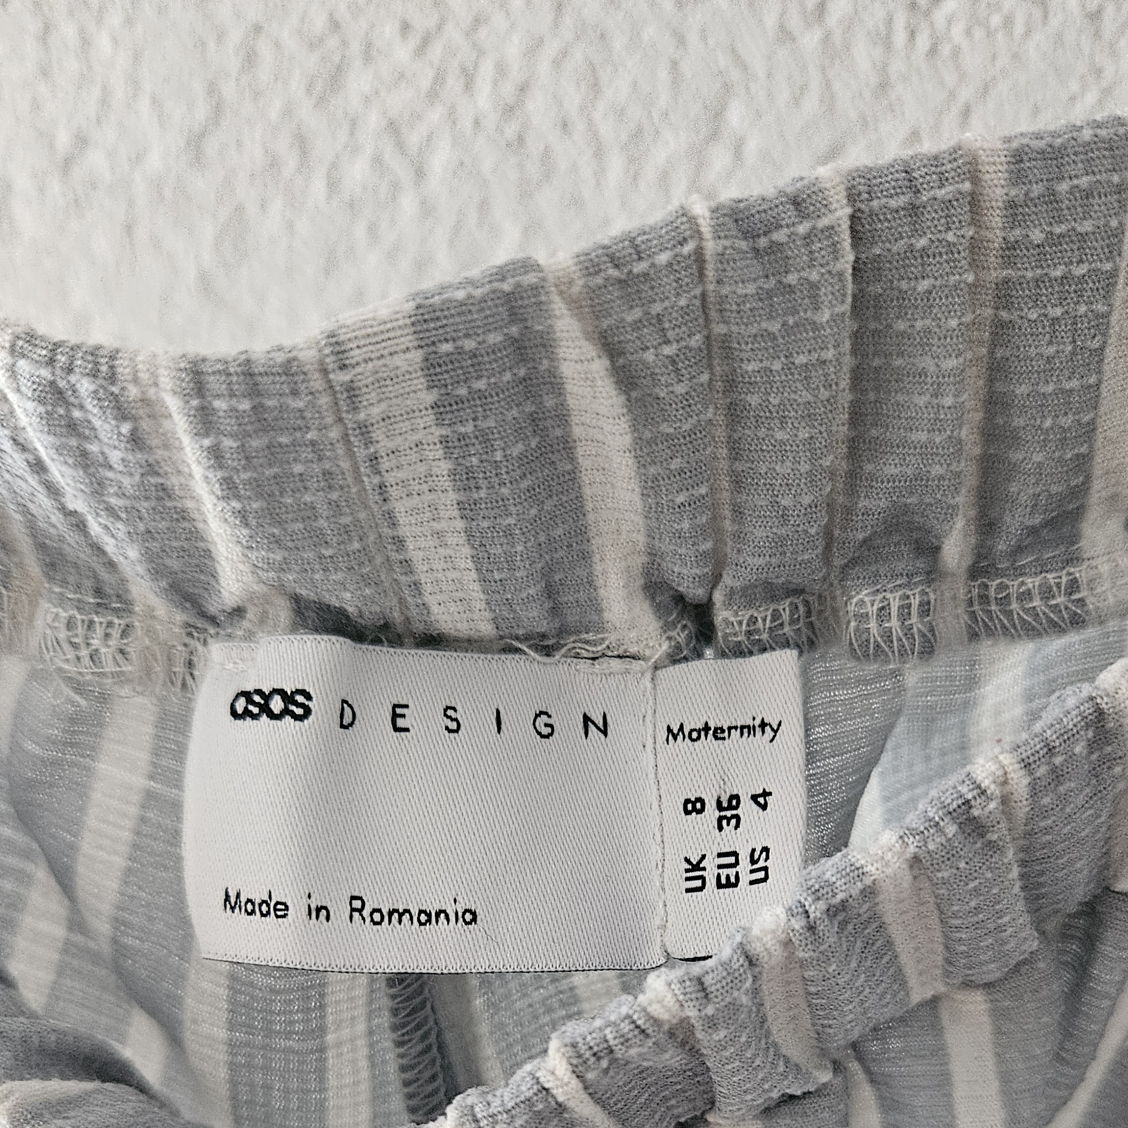 asos DESIGN
Made in Romania
Maternity
UK 8
EU 36
US 4